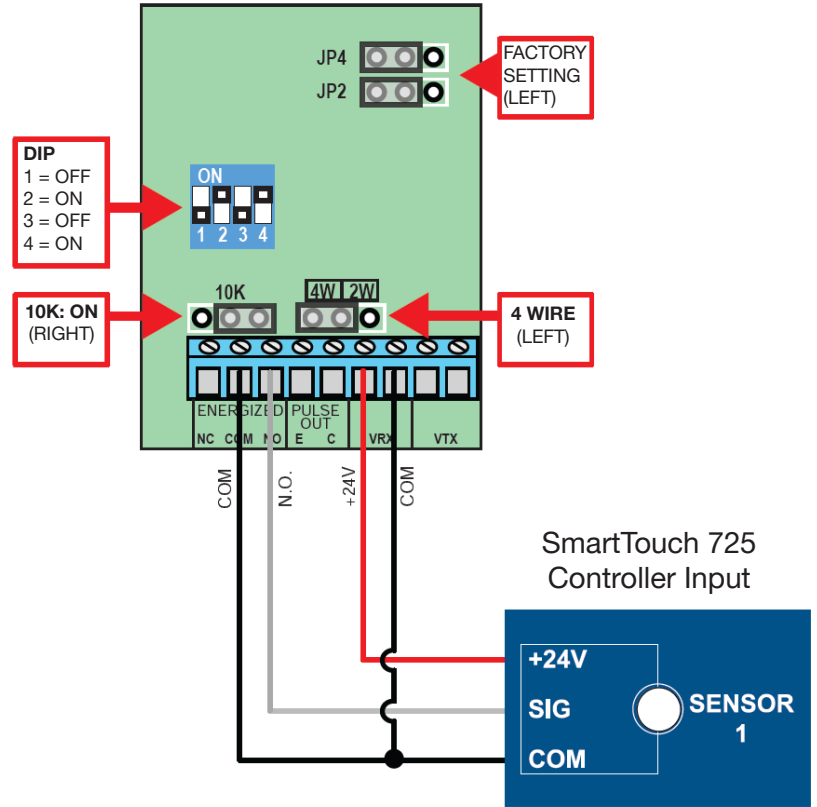 JP4
JP2
FACTORY
SETTING
(LEFT)
DIP
1 = OFF
2 = ON
3 = OFF
4 = ON
ON
1 2 3 4
10K
4W 2W
10K: ON
(RIGHT)
4 WIRE
(LEFT)
ENERGIZED PULSE
OUT
NC COM NO E C VRX VTX
COM
N.O.
+24V
COM
SmartTouch 725
Controller Input
+24V
SIG
COM
SENSOR
1